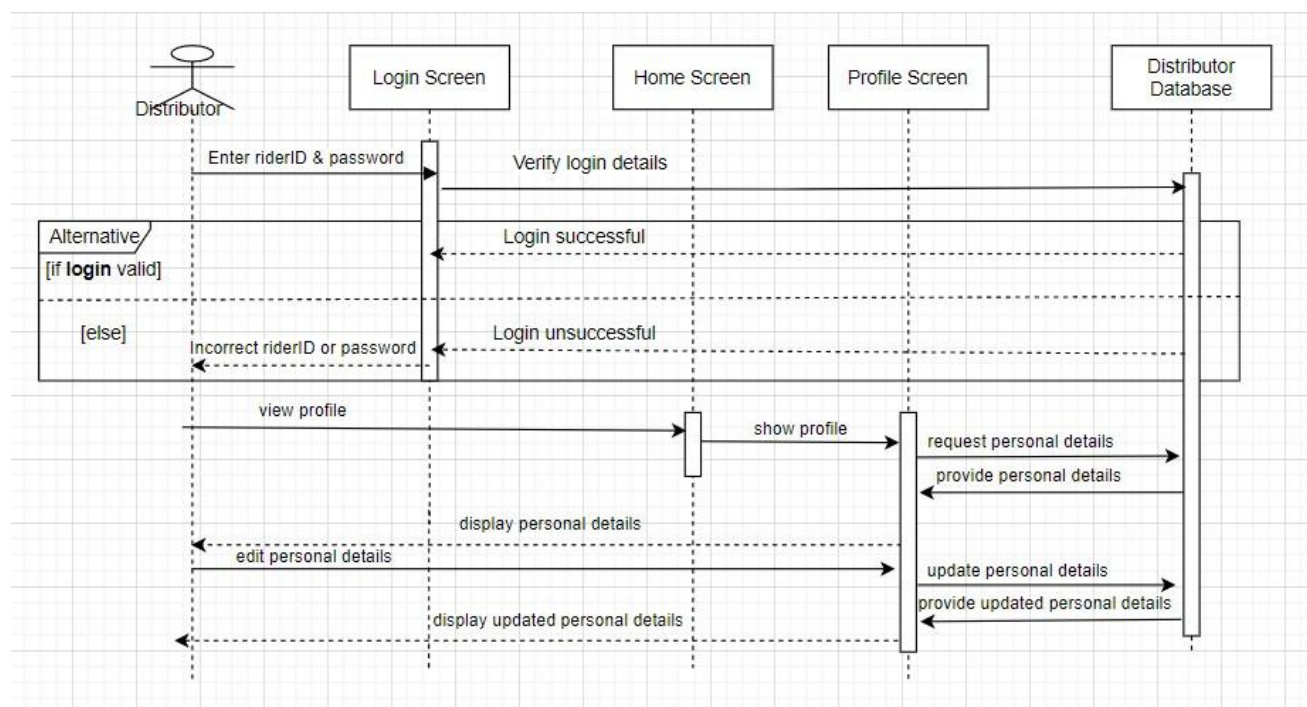 Distributor
Login Screen
Home Screen
Profile Screen
Distributor
Database
Enter riderID & password
Verify login details
Alternative
[if login valid]
Login successful
[else]
Login unsuccessful
Incorrect riderID or password
view profile
show profile
request personal details
provide personal details
display personal details
edit personal details
update personal details
provide updated personal details
display updated personal details